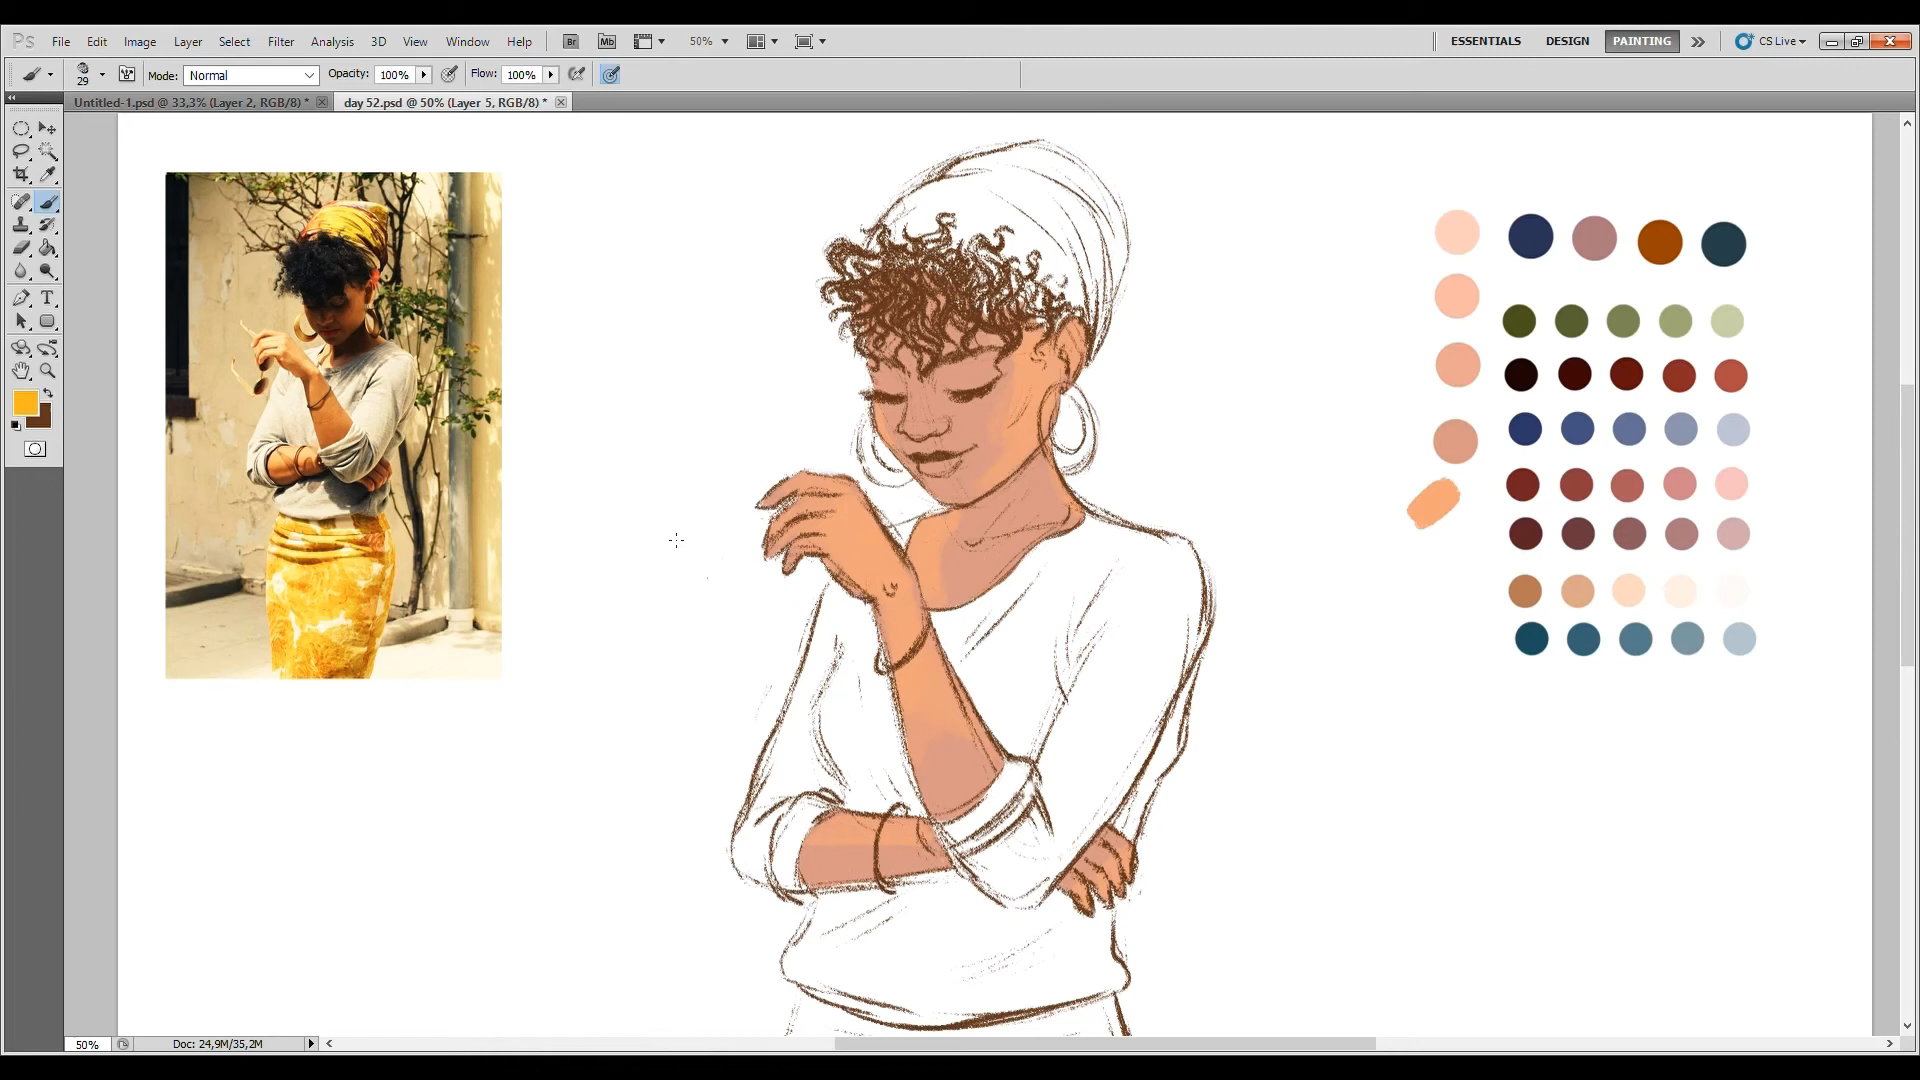 Ps File Edit Image Layer Select Filter Analysis 3D View Window Help Br Mb 50% ESSENTIALS DESIGN PAINTING CS Live
29 Mode: Normal Opacity: 100% Flow: 100%
Untitled-1.psd @ 33,3% (Layer 2, RGB/8) * day 52.psd @ 50% (Layer 5, RGB/8) *
T
50% Doc: 24,9M/35,2M